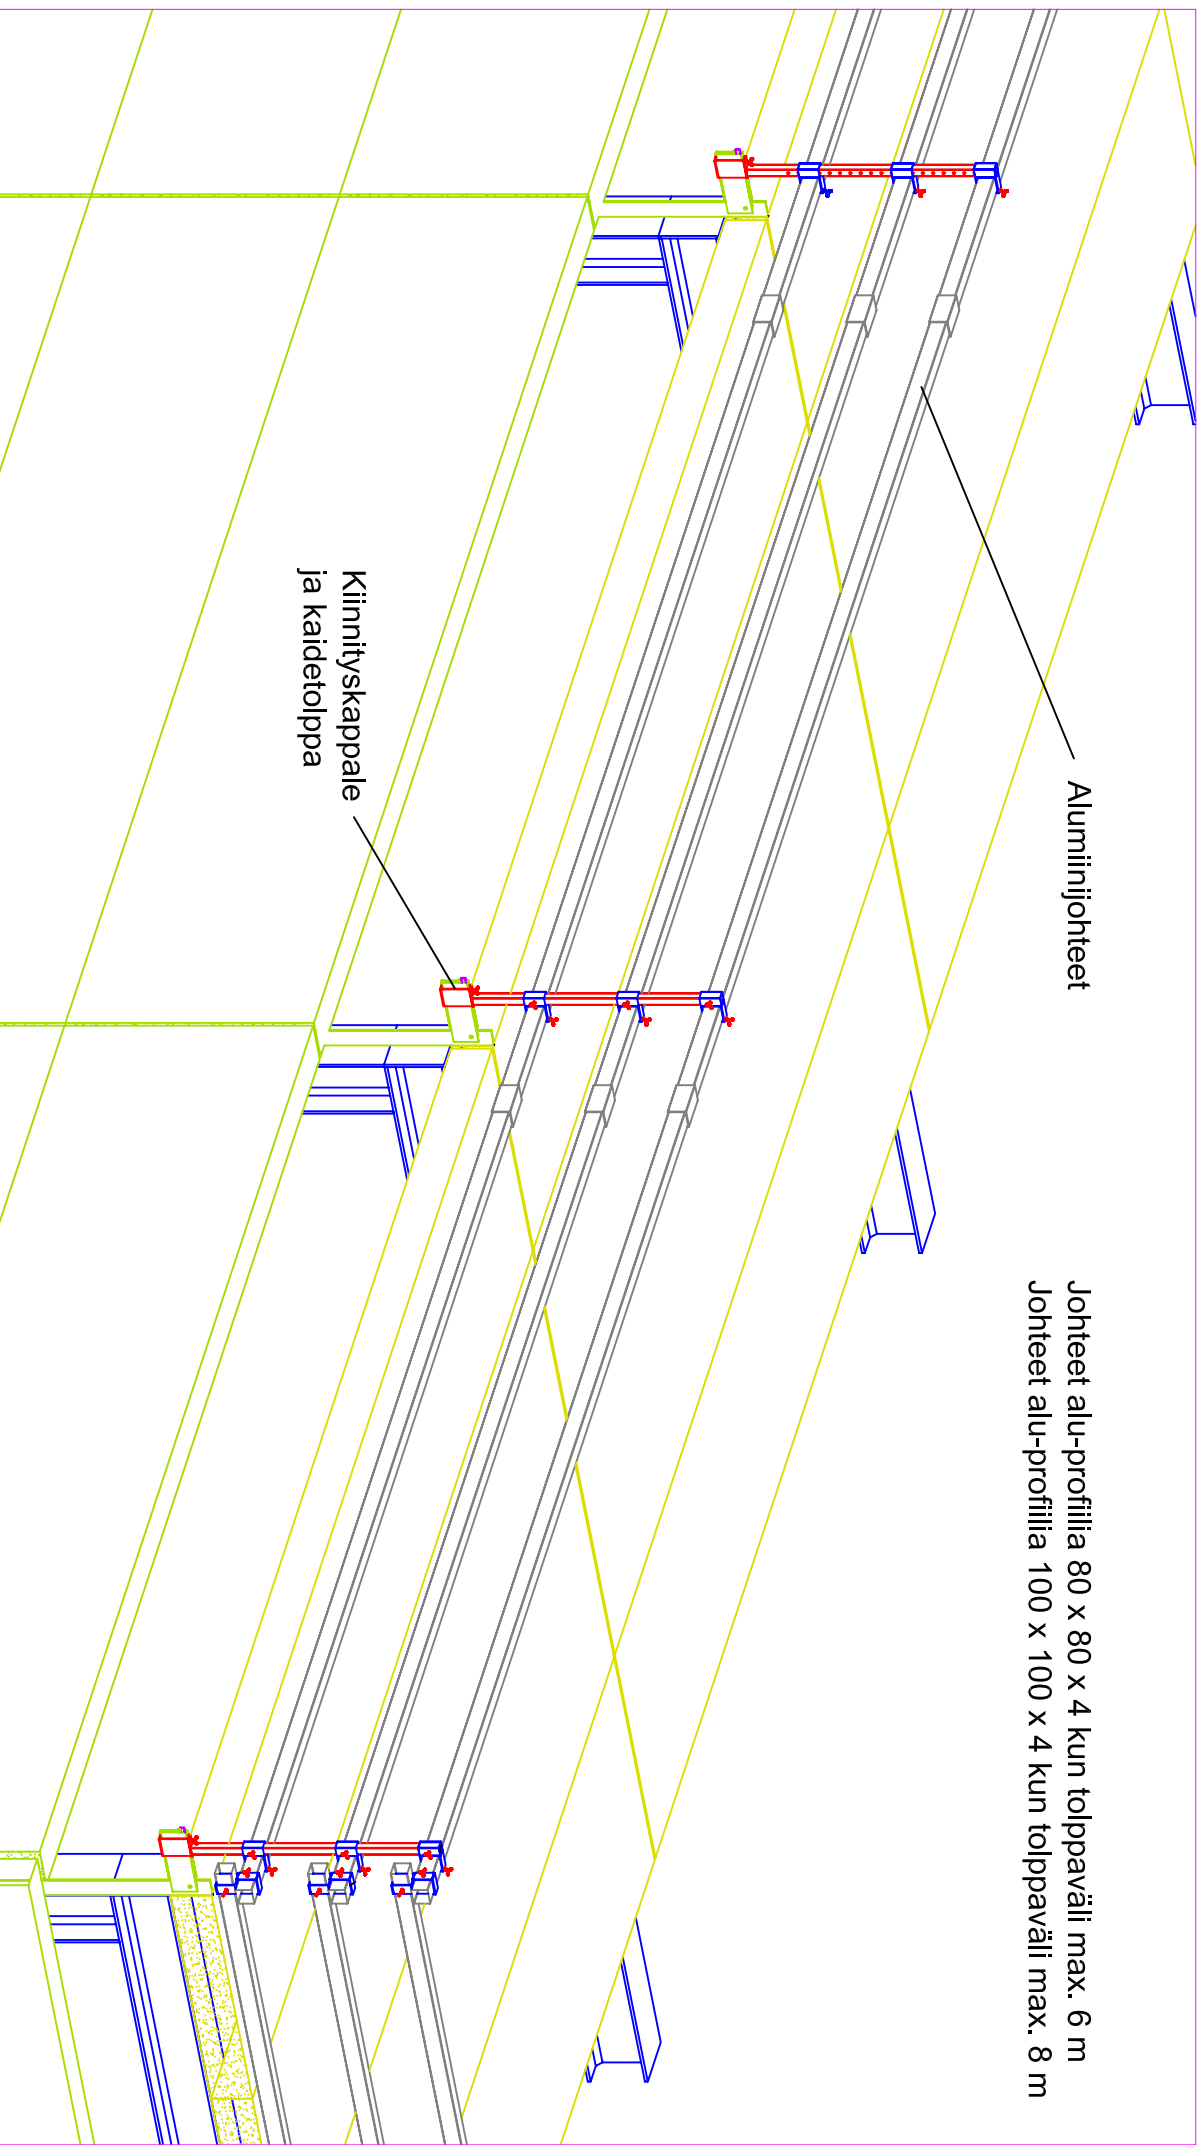 Alumiinijohteet
Johteet alu-profiilia 80 x 80 x 4 kun tolppaväli max. 6 m
Johteet alu-profiilia 100 x 100 x 4 kun tolppaväli max. 8 m
Kiinnityskappale
ja kaidetolppa